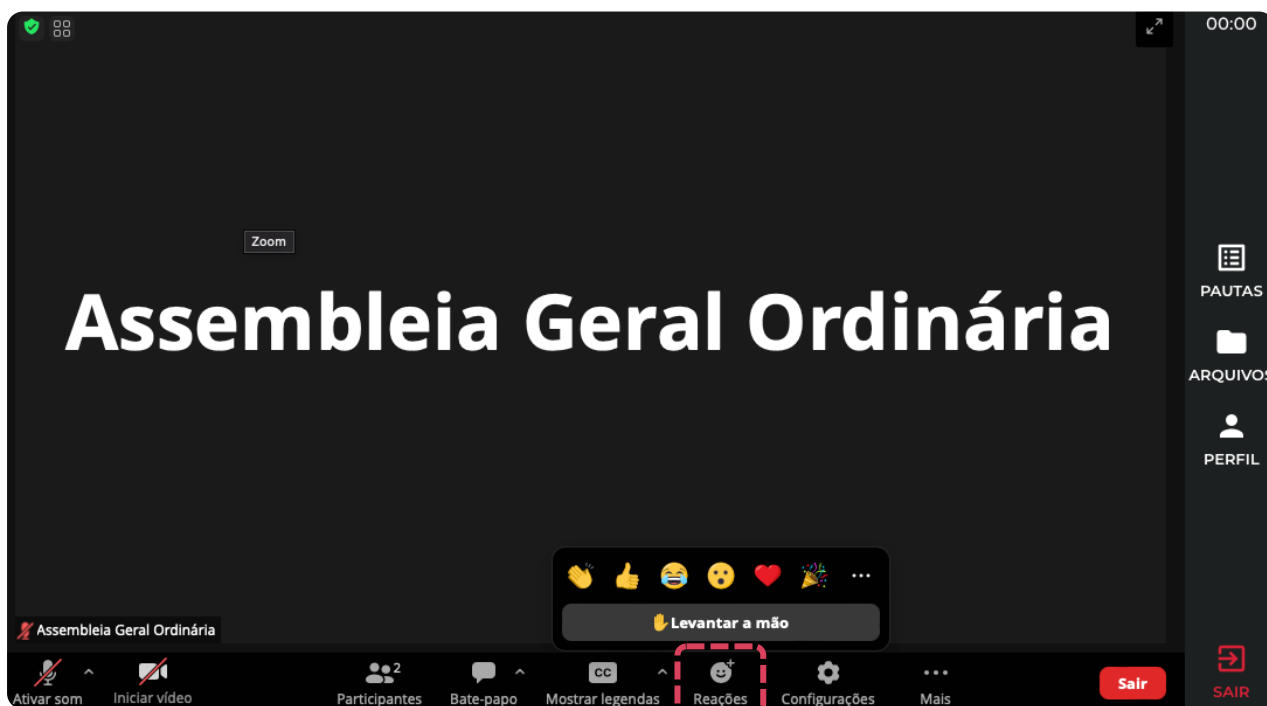 00:00
Zoom
Assembleia Geral Ordinária
PAUTAS
ARQUIVOS
PERFIL
✋Levantar a mão
Assembleia Geral Ordinária
Ativar som
Iniciar vídeo
Participantes
2
Bate-papo
CC
Mostrar legendas
Reações
Configurações
Mais
Sair
SAIR